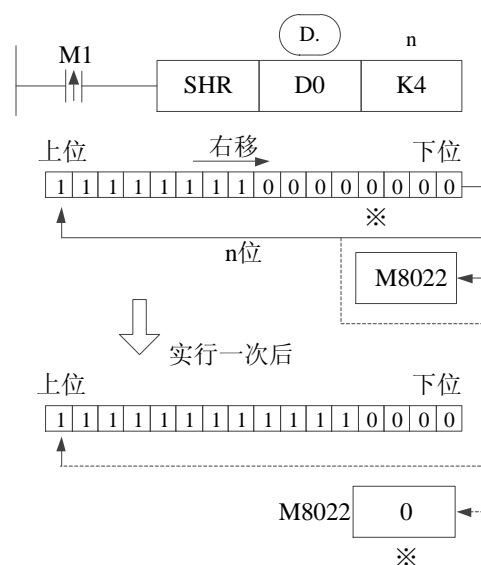 D.
n
M1
SHR D0 K4
上位 右移 下位
1 1 1 1 1 1 1 1 0 0 0 0 0 0 0 0
※
n位
M8022
实行一次后
上位 下位
1 1 1 1 1 1 1 1 1 1 1 1 0 0 0 0
M8022 0
※